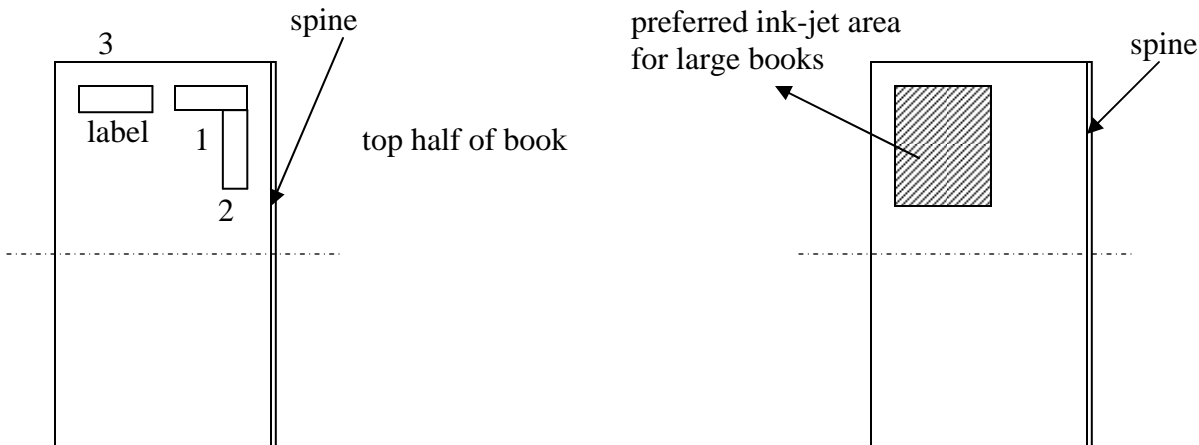 spine
3
label
1
2
top half of book
preferred ink-jet area
for large books
spine